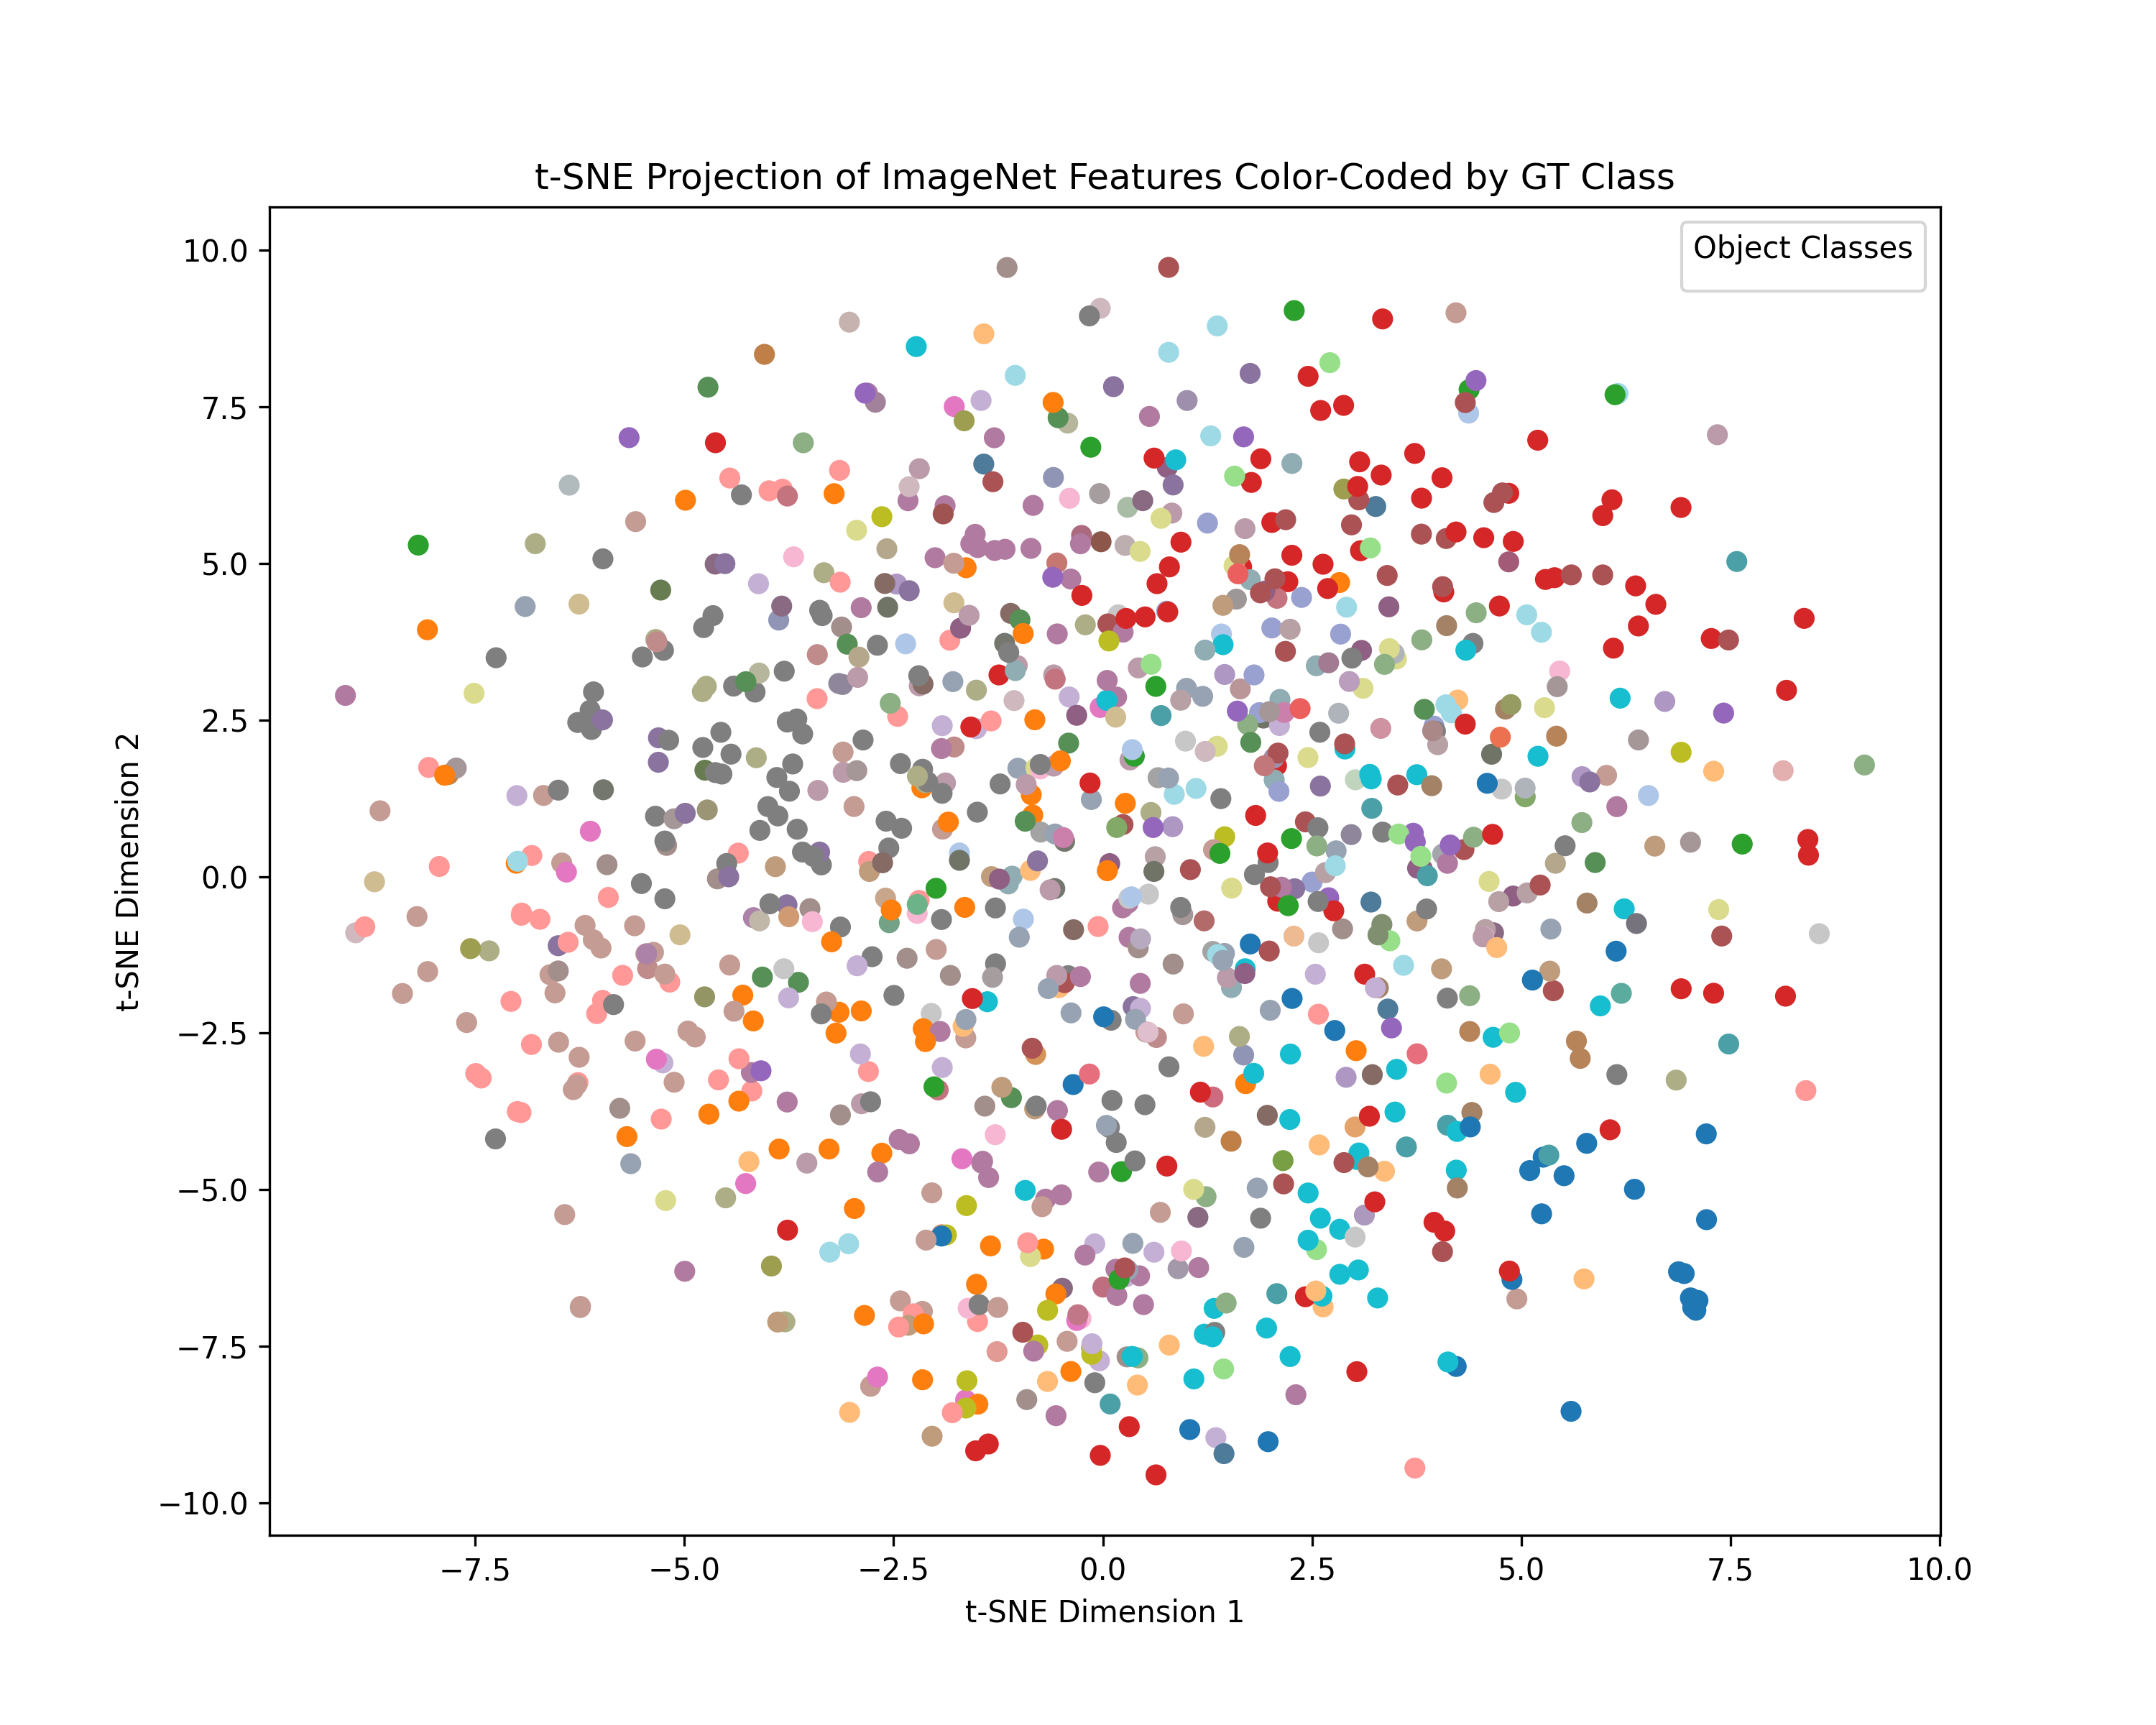 t-SNE Projection of ImageNet Features Color-Coded by GT Class
Object Classes
10.0
7.5
5.0
2.5
0.0
−2.5
−5.0
−7.5
−10.0
t-SNE Dimension 2
−7.5 −5.0 −2.5 0.0 2.5 5.0 7.5 10.0
t-SNE Dimension 1